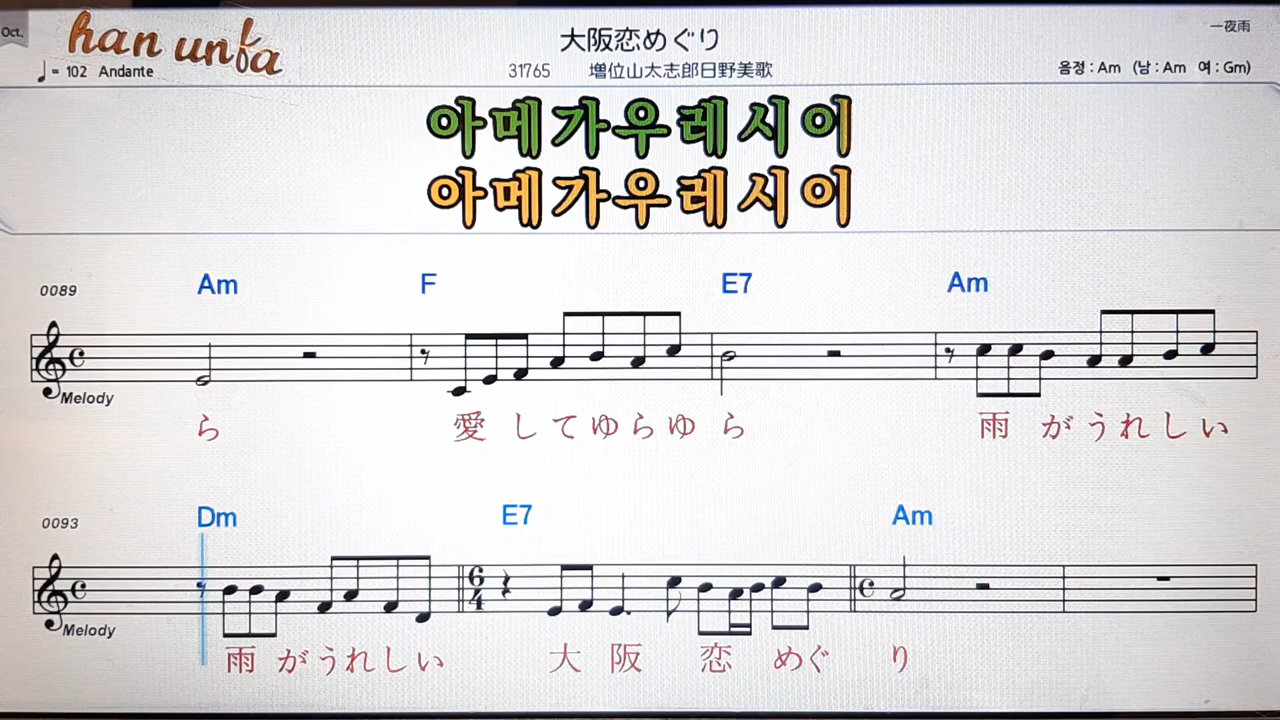 Oct.
han unfa
大阪恋めぐり
一夜雨
♩= 102 Andante
31765 増位山太志郎日野美歌
음정 : Am (남 : Am 여 : Gm)
아메가우레시이
아메가우레시이
0089 Am F E7 Am
Melody
ら 愛してゆらゆら 雨がうれしい
0093 Dm E7 Am
6
4
Melody
雨がうれしい 大阪恋めぐり